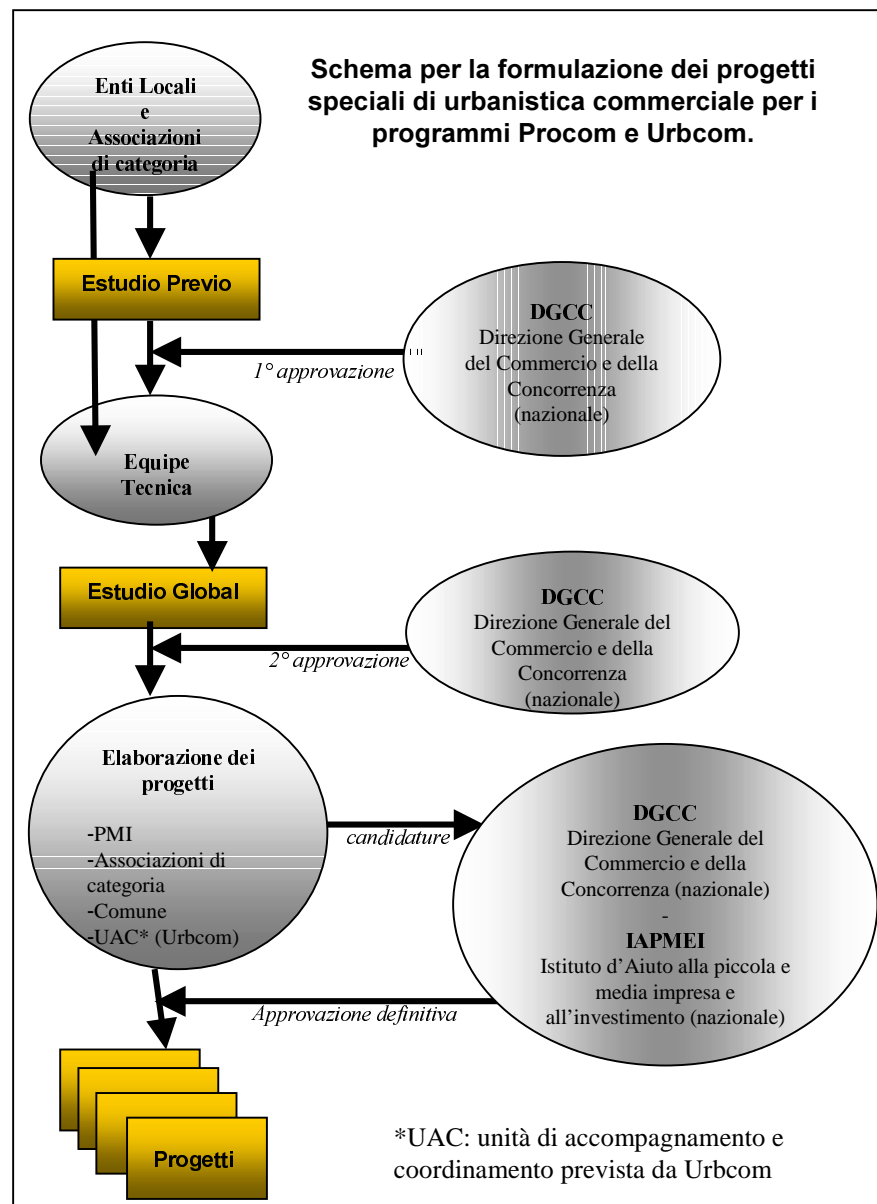 Schema per la formulazione dei progetti
speciali di urbanistica commerciale per i
programmi Procom e Urbcom.
Enti Locali
e
Associazioni
di categoria
Estudio Previo
DGCC
Direzione Generale
del Commercio e della
Concorrenza
(nazionale)
1° approvazione
Equipe
Tecnica
Estudio Global
DGCC
Direzione Generale del
Commercio e della
Concorrenza
(nazionale)
2° approvazione
Elaborazione dei
progetti
-PMI
-Associazioni di
categoria
-Comune
-UAC* (Urbcom)
candidature
DGCC
Direzione Generale del
Commercio e della
Concorrenza (nazionale)
-
IAPMEI
Istituto d’Aiuto alla piccola e
media impresa e
all’investimento (nazionale)
Approvazione definitiva
Progetti
*UAC: unità di accompagnamento e
coordinamento prevista da Urbcom